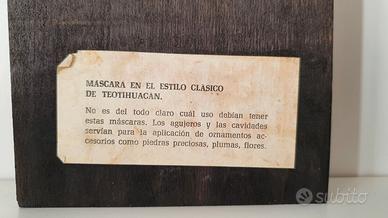 MASCARA EN EL ESTILO CLASICO
DE TEOTIHUACAN.
No es del todo claro cuál uso debían tener
estas máscaras. Los agujeros y las cavidades
servían para la aplicación de ornamentos ac-
cesorios como piedras preciosas, plumas, flores.
subito